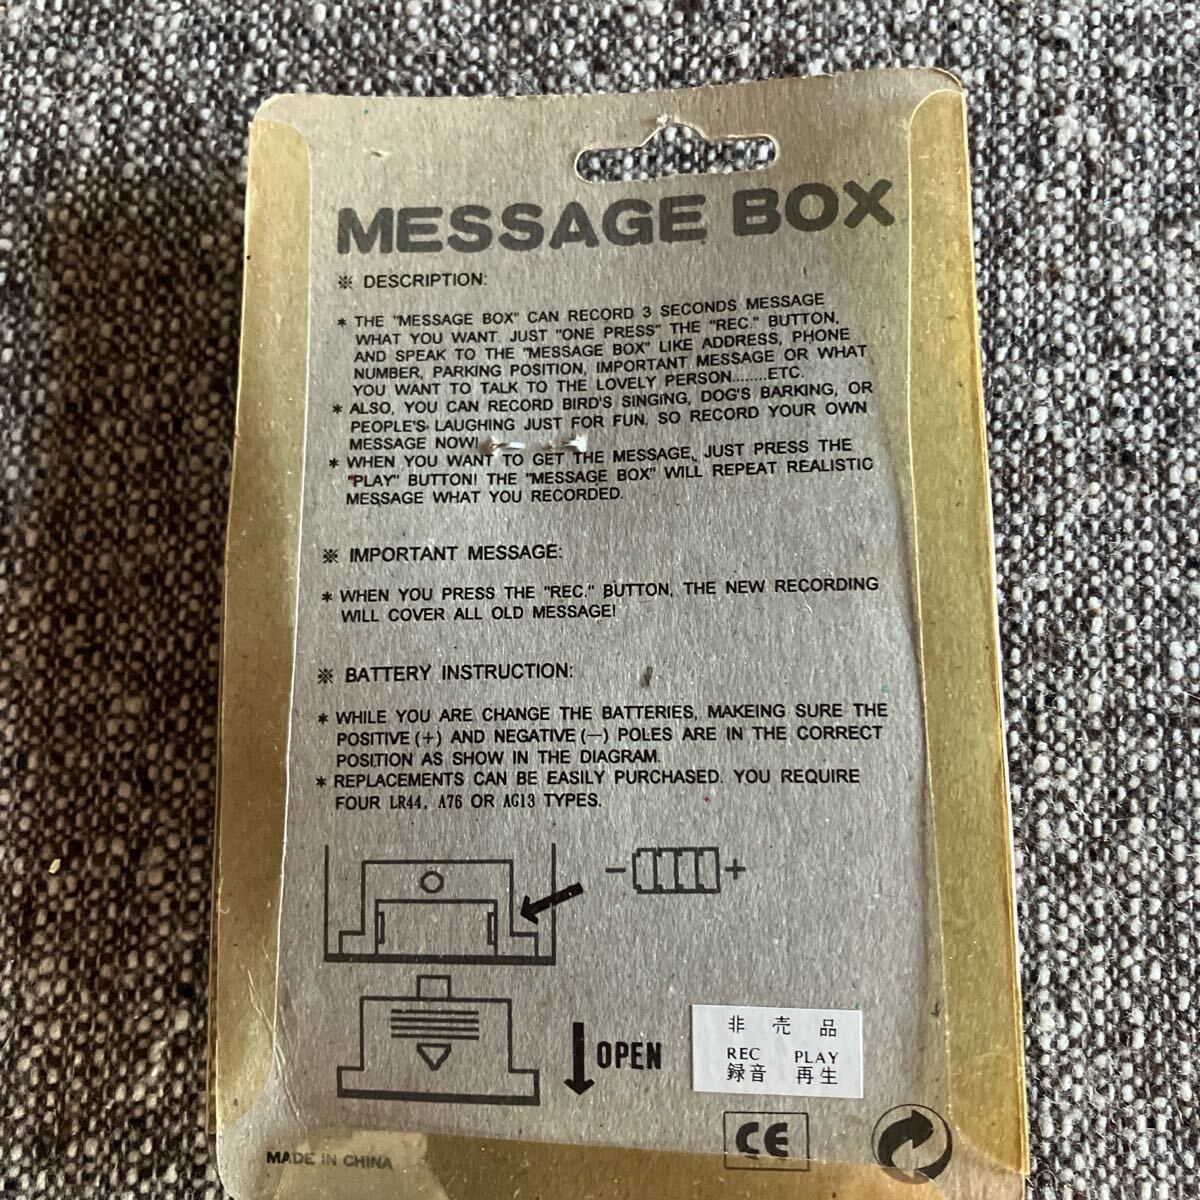 MESSAGE BOX
※ DESCRIPTION:
* THE "MESSAGE BOX" CAN RECORD 3 SECONDS MESSAGE
WHAT YOU WANT. JUST "ONE PRESS" THE "REC." BUTTON,
AND SPEAK TO THE "MESSAGE BOX" LIKE ADDRESS, PHONE
NUMBER, PARKING POSITION, IMPORTANT MESSAGE OR WHAT
YOU WANT TO TALK TO THE LOVELY PERSON........ETC.
* ALSO, YOU CAN RECORD BIRD'S SINGING, DOG'S BARKING, OR
PEOPLE'S LAUGHING JUST FOR FUN. SO RECORD YOUR OWN
MESSAGE NOW!
* WHEN YOU WANT TO GET THE MESSAGE, JUST PRESS THE
"PLAY" BUTTON! THE "MESSAGE BOX" WILL REPEAT REALISTIC
MESSAGE WHAT YOU RECORDED.
※ IMPORTANT MESSAGE:
* WHEN YOU PRESS THE "REC." BUTTON, THE NEW RECORDING
WILL COVER ALL OLD MESSAGE!
※ BATTERY INSTRUCTION:
* WHILE YOU ARE CHANGE THE BATTERIES, MAKEING SURE THE
POSITIVE (+) AND NEGATIVE (—) POLES ARE IN THE CORRECT
POSITION AS SHOW IN THE DIAGRAM.
* REPLACEMENTS CAN BE EASILY PURCHASED. YOU REQUIRE
FOUR LR44, A76 OR AG13 TYPES.
- +
OPEN
非売品
REC PLAY
録音 再生
CE
MADE IN CHINA